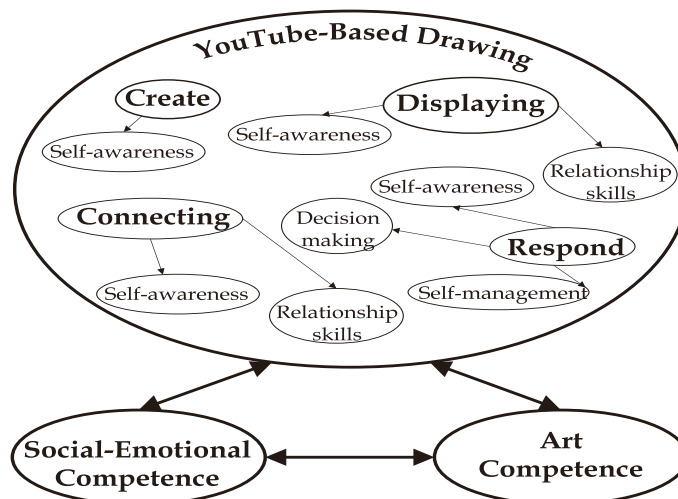 YouTube-Based Drawing
Create
Displaying
Self-awareness
Self-awareness
Relationship
skills
Self-awareness
Connecting
Decision
making
Respond
Self-awareness
Self-management
Relationship
skills
Social-Emotional
Competence
Art
Competence